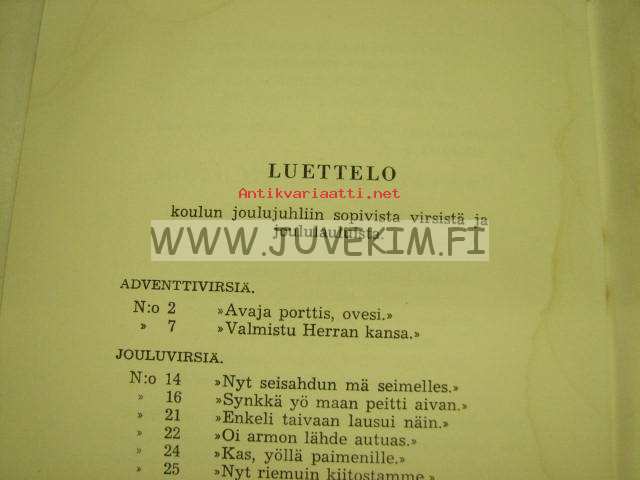 LUETTELO
Antikvariaatti.net
koulun joulujuhliin sopivista virsistä ja
joululauluista.
WWW.JUVEKIM.FI
ADVENTTIVIRSIÄ.
N:o 2 »Avaja porttis, ovesi.»
» 7 »Valmistu Herran kansa.»
JOULUVIRSIÄ.
N:o 14 »Nyt seisahdun mä seimelles.»
» 16 »Synkkä yö maan peitti aivan.»
» 21 »Enkeli taivaan lausui näin.»
» 22 »Oi armon lähde autuas.»
» 24 »Kas, yöllä paimenille.»
» 25 »Nyt riemuin kiitostamme.»